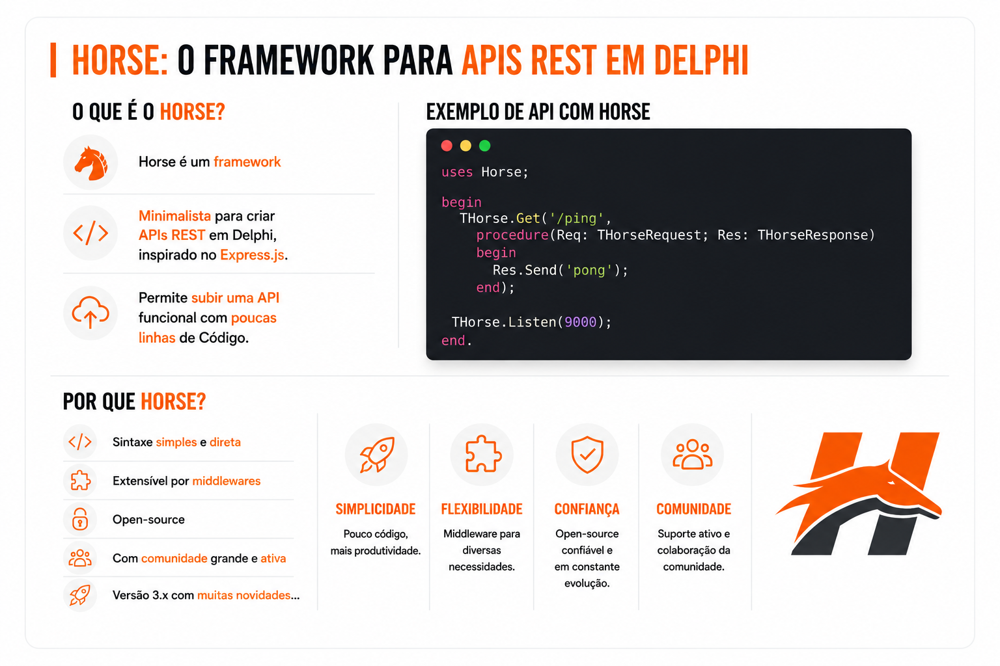 HORSE: O FRAMEWORK PARA APIS REST EM DELPHI
O QUE É O HORSE?
Horse é um framework
Minimalista para criar
APIs REST em Delphi,
inspirado no Express.js.
Permite subir uma API
funcional com poucas
linhas de Código.
EXEMPLO DE API COM HORSE
uses Horse;
begin
THorse.Get('/ping',
procedure(Req: THorseRequest; Res: THorseResponse)
begin
Res.Send('pong');
end);
THorse.Listen(9000);
end.
POR QUE HORSE?
Sintaxe simples e direta
Extensível por middlewares
Open-source
Com comunidade grande e ativa
Versão 3.x com muitas novidades...
SIMPLICIDADE
Pouco código,
mais produtividade.
FLEXIBILIDADE
Middleware para
diversas
necessidades.
CONFIANÇA
Open-source
confiável e
em constante
evolução.
COMUNIDADE
Suporte ativo e
colaboração da
comunidade.